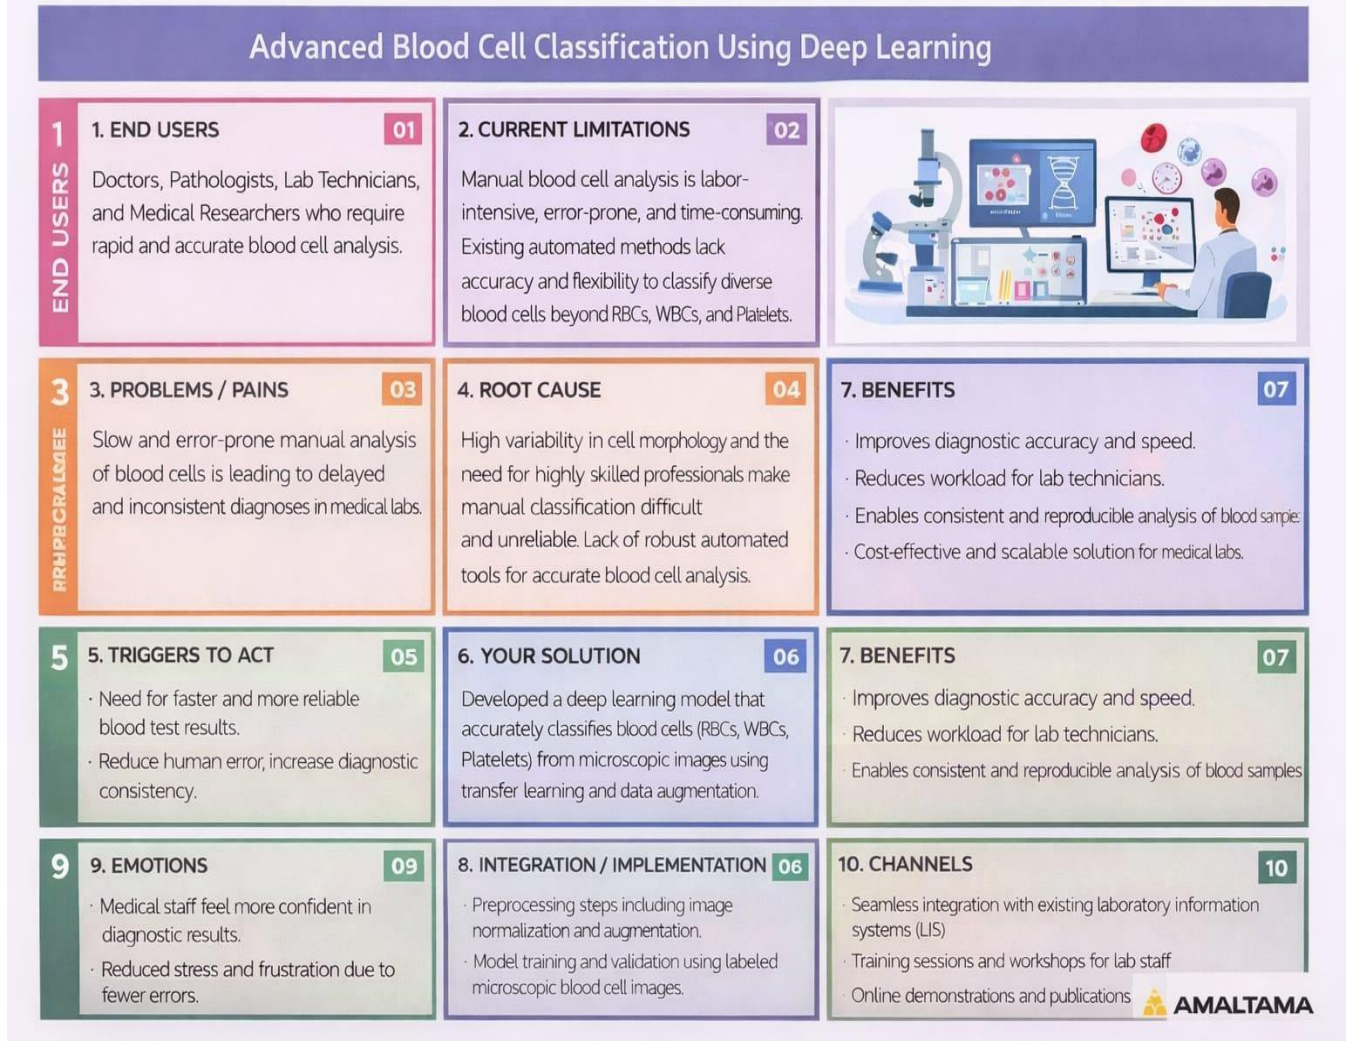 Advanced Blood Cell Classification Using Deep Learning
1
END USERS
1. END USERS
01
Doctors, Pathologists, Lab Technicians,
and Medical Researchers who require
rapid and accurate blood cell analysis.
2. CURRENT LIMITATIONS
02
Manual blood cell analysis is labor-
intensive, error-prone, and time-consuming.
Existing automated methods lack
accuracy and flexibility to classify diverse
blood cells beyond RBCs, WBCs, and Platelets.
3
3. PROBLEMS / PAINS
03
Slow and error-prone manual analysis
of blood cells is leading to delayed
and inconsistent diagnoses in medical labs.
4. ROOT CAUSE
04
High variability in cell morphology and the
need for highly skilled professionals make
manual classification difficult
and unreliable. Lack of robust automated
tools for accurate blood cell analysis.
7. BENEFITS
07
· Improves diagnostic accuracy and speed.
· Reduces workload for lab technicians.
· Enables consistent and reproducible analysis of blood sample
· Cost-effective and scalable solution for medical labs.
5
5. TRIGGERS TO ACT
05
· Need for faster and more reliable
blood test results.
· Reduce human error, increase diagnostic
consistency.
6. YOUR SOLUTION
06
Developed a deep learning model that
accurately classifies blood cells (RBCs, WBCs,
Platelets) from microscopic images using
transfer learning and data augmentation.
7. BENEFITS
07
· Improves diagnostic accuracy and speed.
· Reduces workload for lab technicians.
· Enables consistent and reproducible analysis of blood samples
9
9. EMOTIONS
09
· Medical staff feel more confident in
diagnostic results.
· Reduced stress and frustration due to
fewer errors.
8. INTEGRATION / IMPLEMENTATION
06
· Preprocessing steps including image
normalization and augmentation.
· Model training and validation using labeled
microscopic blood cell images.
10. CHANNELS
10
· Seamless integration with existing laboratory information
systems (LIS)
· Training sessions and workshops for lab staff
· Online demonstrations and publications
AMALTAMA